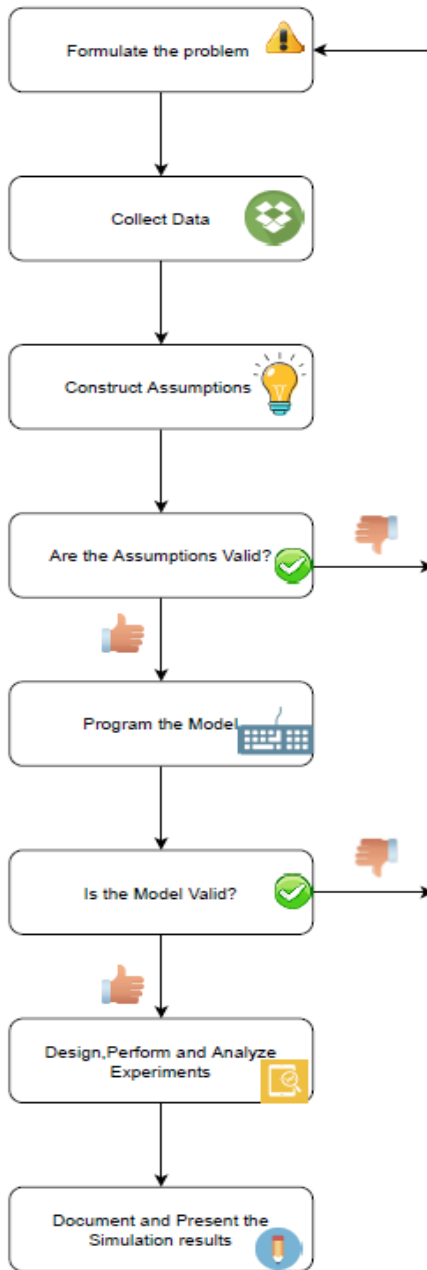 Formulate the problem
Collect Data
Construct Assumptions
Are the Assumptions Valid?
Program the Model
Is the Model Valid?
Design,Perform and Analyze
Experiments
Document and Present the
Simulation results